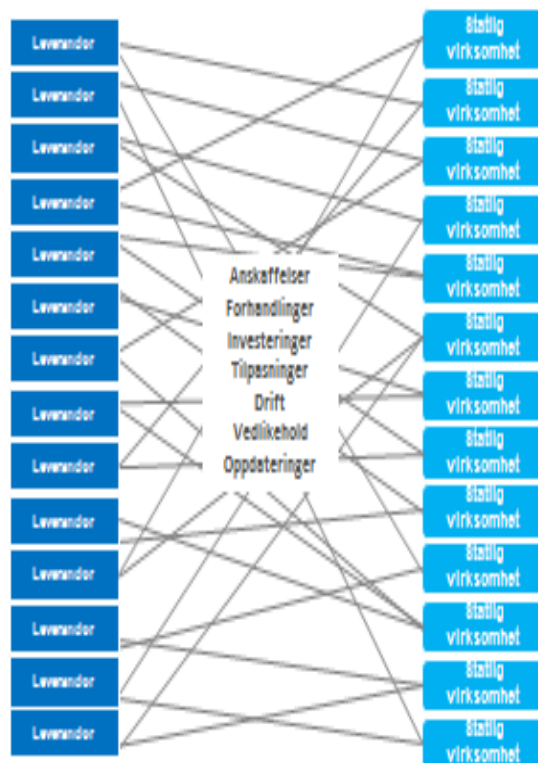 Leverandør
Leverandør
Leverandør
Leverandør
Leverandør
Leverandør
Leverandør
Leverandør
Leverandør
Leverandør
Leverandør
Leverandør
Leverandør
Leverandør
Anskaffelser
Forhandlinger
Investeringer
Tilpasninger
Drift
Vedlikehold
Oppdateringer
Statlig
virksomhet
Statlig
virksomhet
Statlig
virksomhet
Statlig
virksomhet
Statlig
virksomhet
Statlig
virksomhet
Statlig
virksomhet
Statlig
virksomhet
Statlig
virksomhet
Statlig
virksomhet
Statlig
virksomhet
Statlig
virksomhet
Statlig
virksomhet